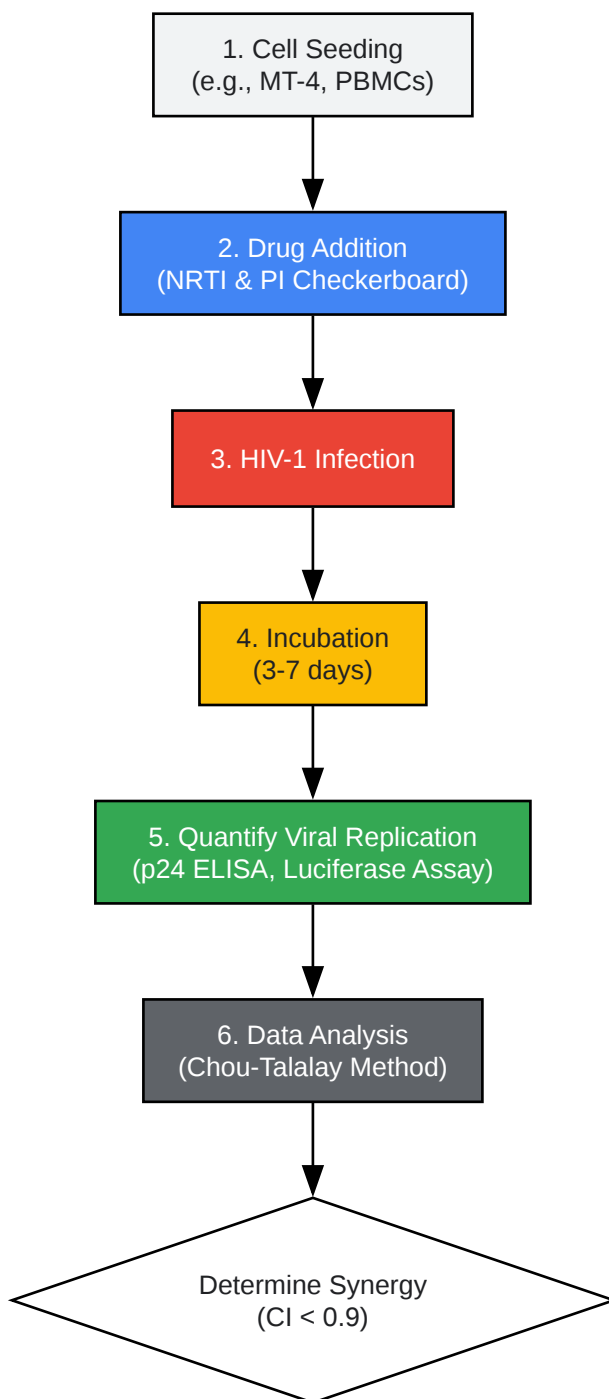 1. Cell Seeding
(e.g., MT-4, PBMCs)
2. Drug Addition
(NRTI & PI Checkerboard)
3. HIV-1 Infection
4. Incubation
(3-7 days)
5. Quantify Viral Replication
(p24 ELISA, Luciferase Assay)
6. Data Analysis
(Chou-Talalay Method)
Determine Synergy
(CI < 0.9)